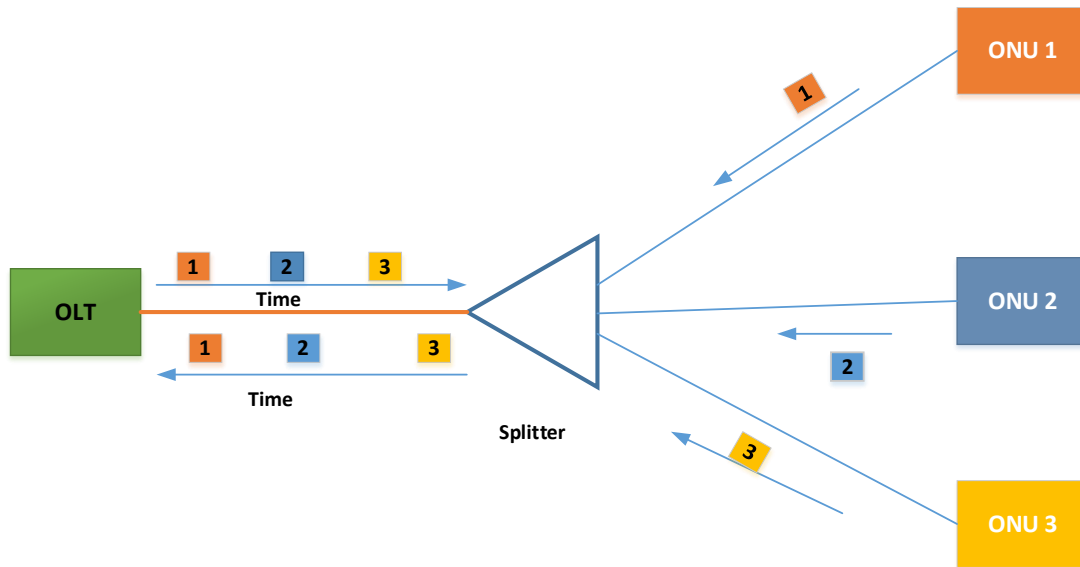 ONU 1
1
1 2 3
Time
OLT
ONU 2
1 2 3
2
Time
Splitter
3
ONU 3